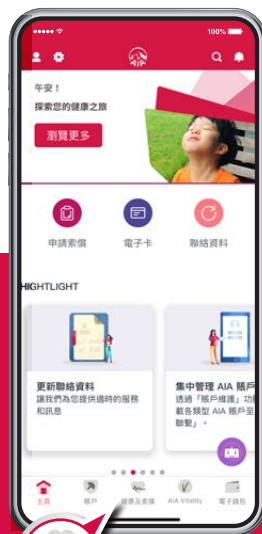 100%
AIA
午安！
探索您的健康之旅
瀏覽更多
申請索償
電子卡
聯絡資料
HIGHTLIGHT
更新聯絡資料
讓我們為您提供適時的服務
和訊息
集中管理 AIA 賬戶
透過「賬戶維護」功
載各類型 AIA 賬戶至
聯繫」。
主頁
賬戶
健康及索償
AIA Vitality
電子錢包